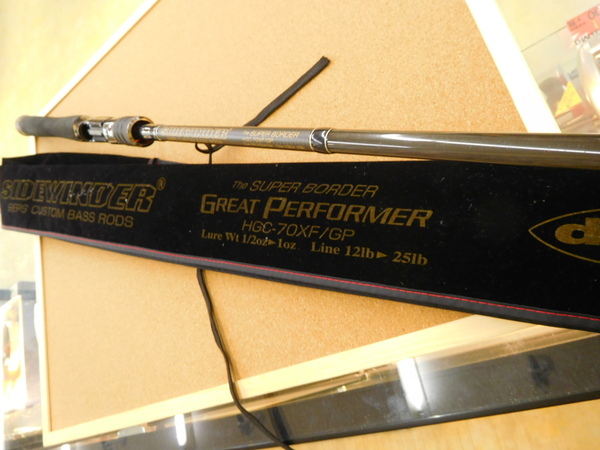 SIDEWINDER
The SUPER BORDER
SIDEWINDER®
DEPS CUSTOM BASS RODS
The SUPER BORDER
GREAT PERFORMER
HGC-70XF/GP
Lure Wt 1/2oz►1oz Line 12lb►25lb
d